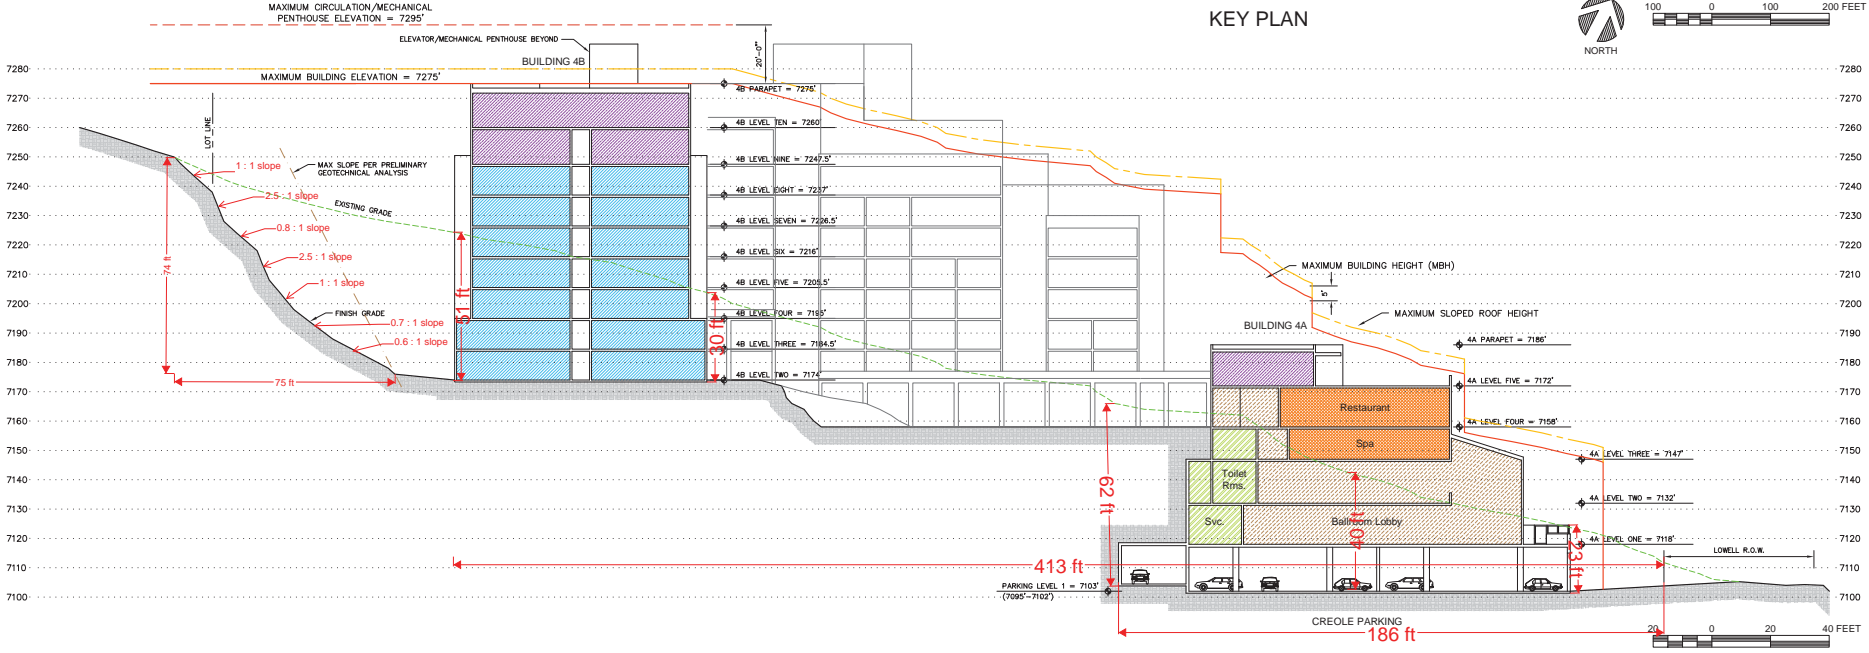 MAXIMUM CIRCULATION/MECHANICAL
PENTHOUSE ELEVATION = 7295'
KEY PLAN
NORTH
100 0 100 200 FEET
ELEVATOR/MECHANICAL PENTHOUSE BEYOND
BUILDING 4B
20'-0"
MAXIMUM BUILDING ELEVATION = 7275'
7280
7270
7260
7250
7240
7230
7220
7210
7200
7190
7180
7170
7160
7150
7140
7130
7120
7110
7100
LOT LINE
1 : 1 slope
MAX SLOPE PER PRELIMINARY
GEOTECHNICAL ANALYSIS
2.5 : 1 slope
EXISTING GRADE
0.8 : 1 slope
2.5 : 1 slope
1 : 1 slope
FINISH GRADE
0.7 : 1 slope
0.6 : 1 slope
74 ft
75 ft
51 ft
30 ft
4B PARAPET = 7275'
4B LEVEL TEN = 7260'
4B LEVEL NINE = 7247.5'
4B LEVEL EIGHT = 7237'
4B LEVEL SEVEN = 7226.5'
4B LEVEL SIX = 7216'
4B LEVEL FIVE = 7205.5'
4B LEVEL FOUR = 7195'
4B LEVEL THREE = 7184.5'
4B LEVEL TWO = 7174'
MAXIMUM BUILDING HEIGHT (MBH)
5'
MAXIMUM SLOPED ROOF HEIGHT
BUILDING 4A
4A PARAPET = 7186'
4A LEVEL FIVE = 7172'
4A LEVEL FOUR = 7158'
4A LEVEL THREE = 7147'
4A LEVEL TWO = 7132'
4A LEVEL ONE = 7118'
Restaurant
Spa
Toilet
Rms.
Svc.
Ballroom Lobby
62 ft
40 ft
23 ft
LOWELL R.O.W.
413 ft
PARKING LEVEL 1 = 7103'
(7095'-7102')
CREOLE PARKING
186 ft
7280
7270
7260
7250
7240
7230
7220
7210
7200
7190
7180
7170
7160
7150
7140
7130
7120
7110
7100
20 0 20 40 FEET